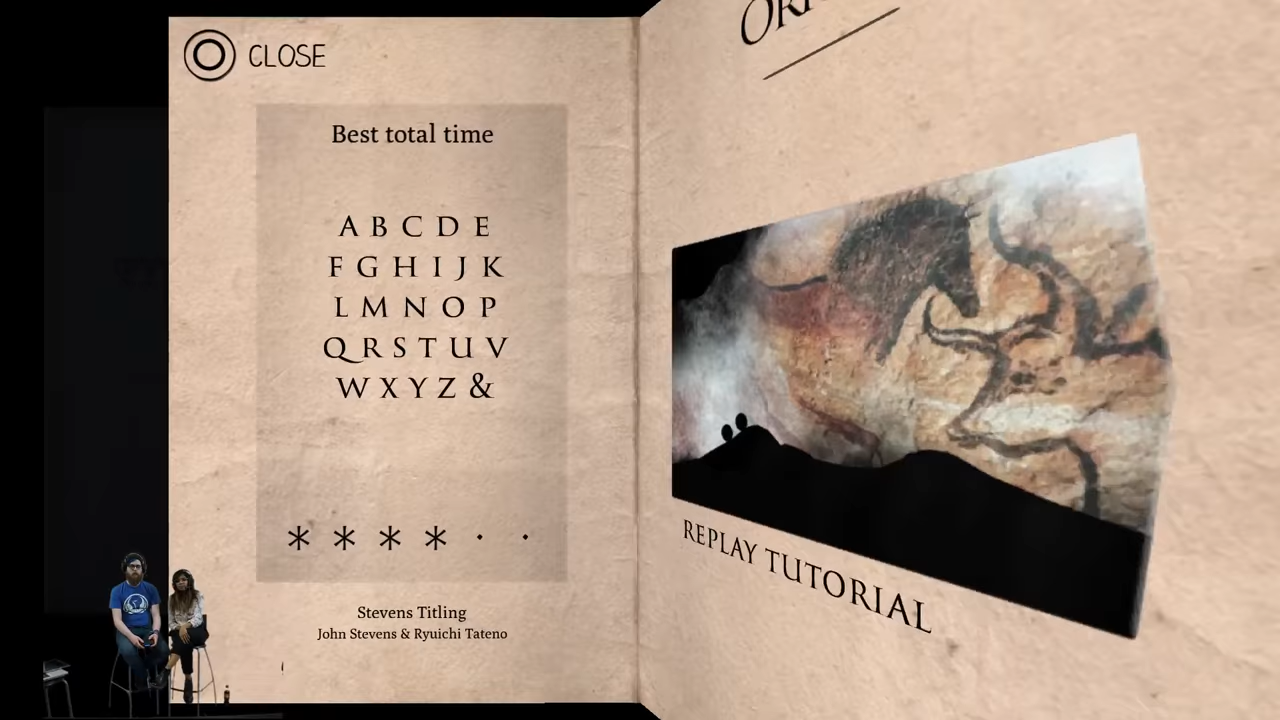 CLOSE
Best total time
A B C D E
F G H I J K
L M N O P
Q R S T U V
W X Y Z &
* * * * · ·
Stevens Titling
John Stevens & Ryuichi Tateno
REPLAY TUTORIAL